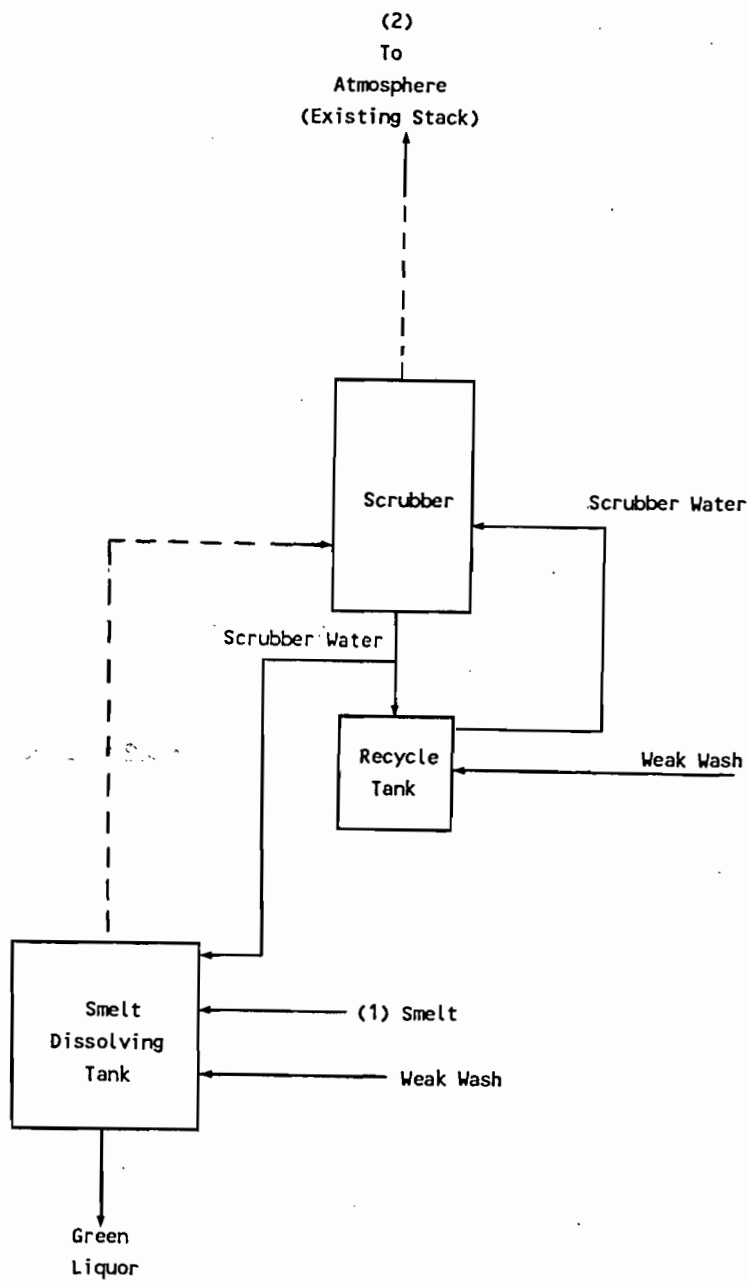 (2)
To
Atmosphere
(Existing Stack)
Scrubber
Scrubber Water
Scrubber Water
Recycle
Tank
Weak Wash
Smelt
Dissolving
Tank
(1) Smelt
Weak Wash
Green
Liquor